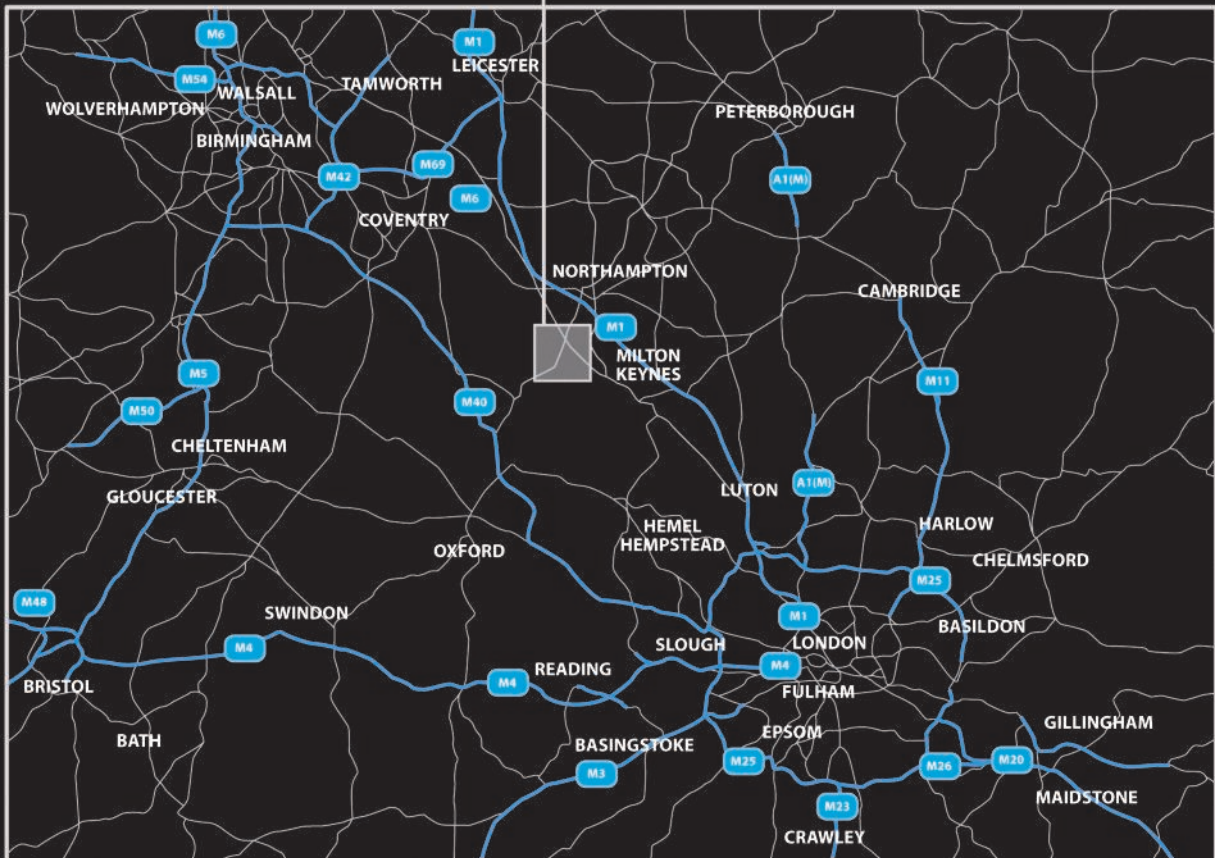 M6
M1
LEICESTER
M54
WALSALL
TAMWORTH
WOLVERHAMPTON
PETERBOROUGH
BIRMINGHAM
M69
M42
A1(M)
M6
COVENTRY
NORTHAMPTON
CAMBRIDGE
M1
MILTON
KEYNES
M5
M11
M50
M40
CHELTENHAM
LUTON
A1(M)
GLOUCESTER
HEMEL
HEMPSTEAD
HARLOW
OXFORD
CHELMSFORD
M25
M48
SWINDON
M1
BASILDON
M4
SLOUGH
LONDON
READING
M4
M4
BRISTOL
FULHAM
GILLINGHAM
BATH
EPSOM
BASINGSTOKE
M25
M26
M20
M3
MAIDSTONE
M23
CRAWLEY